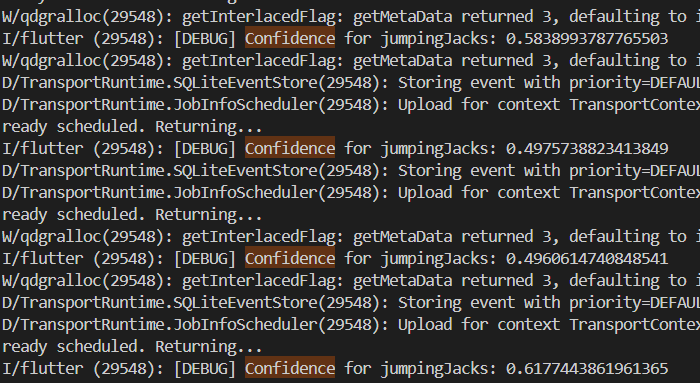 W/qdgralloc(29548): getInterlacedFlag: getMetaData returned 3, defaulting to i
I/flutter (29548): [DEBUG] Confidence for jumpingJacks: 0.5838993787765503
W/qdgralloc(29548): getInterlacedFlag: getMetaData returned 3, defaulting to i
D/TransportRuntime.SQLiteEventStore(29548): Storing event with priority=DEFAUL
D/TransportRuntime.JobInfoScheduler(29548): Upload for context TransportContex
ready scheduled. Returning...
I/flutter (29548): [DEBUG] Confidence for jumpingJacks: 0.4975738823413849
D/TransportRuntime.SQLiteEventStore(29548): Storing event with priority=DEFAUL
D/TransportRuntime.JobInfoScheduler(29548): Upload for context TransportContex
ready scheduled. Returning...
W/qdgralloc(29548): getInterlacedFlag: getMetaData returned 3, defaulting to i
I/flutter (29548): [DEBUG] Confidence for jumpingJacks: 0.4960614740848541
W/qdgralloc(29548): getInterlacedFlag: getMetaData returned 3, defaulting to i
D/TransportRuntime.SQLiteEventStore(29548): Storing event with priority=DEFAUL
D/TransportRuntime.JobInfoScheduler(29548): Upload for context TransportContex
ready scheduled. Returning...
I/flutter (29548): [DEBUG] Confidence for jumpingJacks: 0.6177443861961365